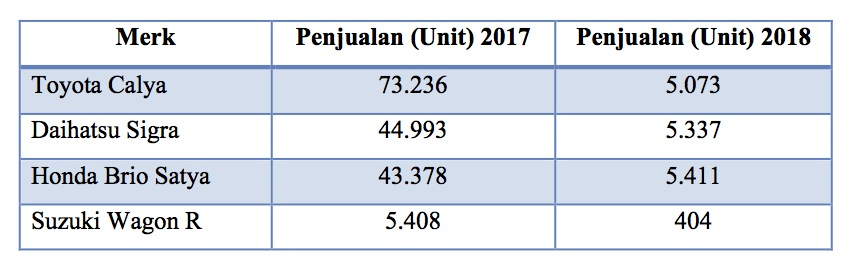 Merk Penjualan (Unit) 2017 Penjualan (Unit) 2018
Toyota Calya 73.236 5.073
Daihatsu Sigra 44.993 5.337
Honda Brio Satya 43.378 5.411
Suzuki Wagon R 5.408 404